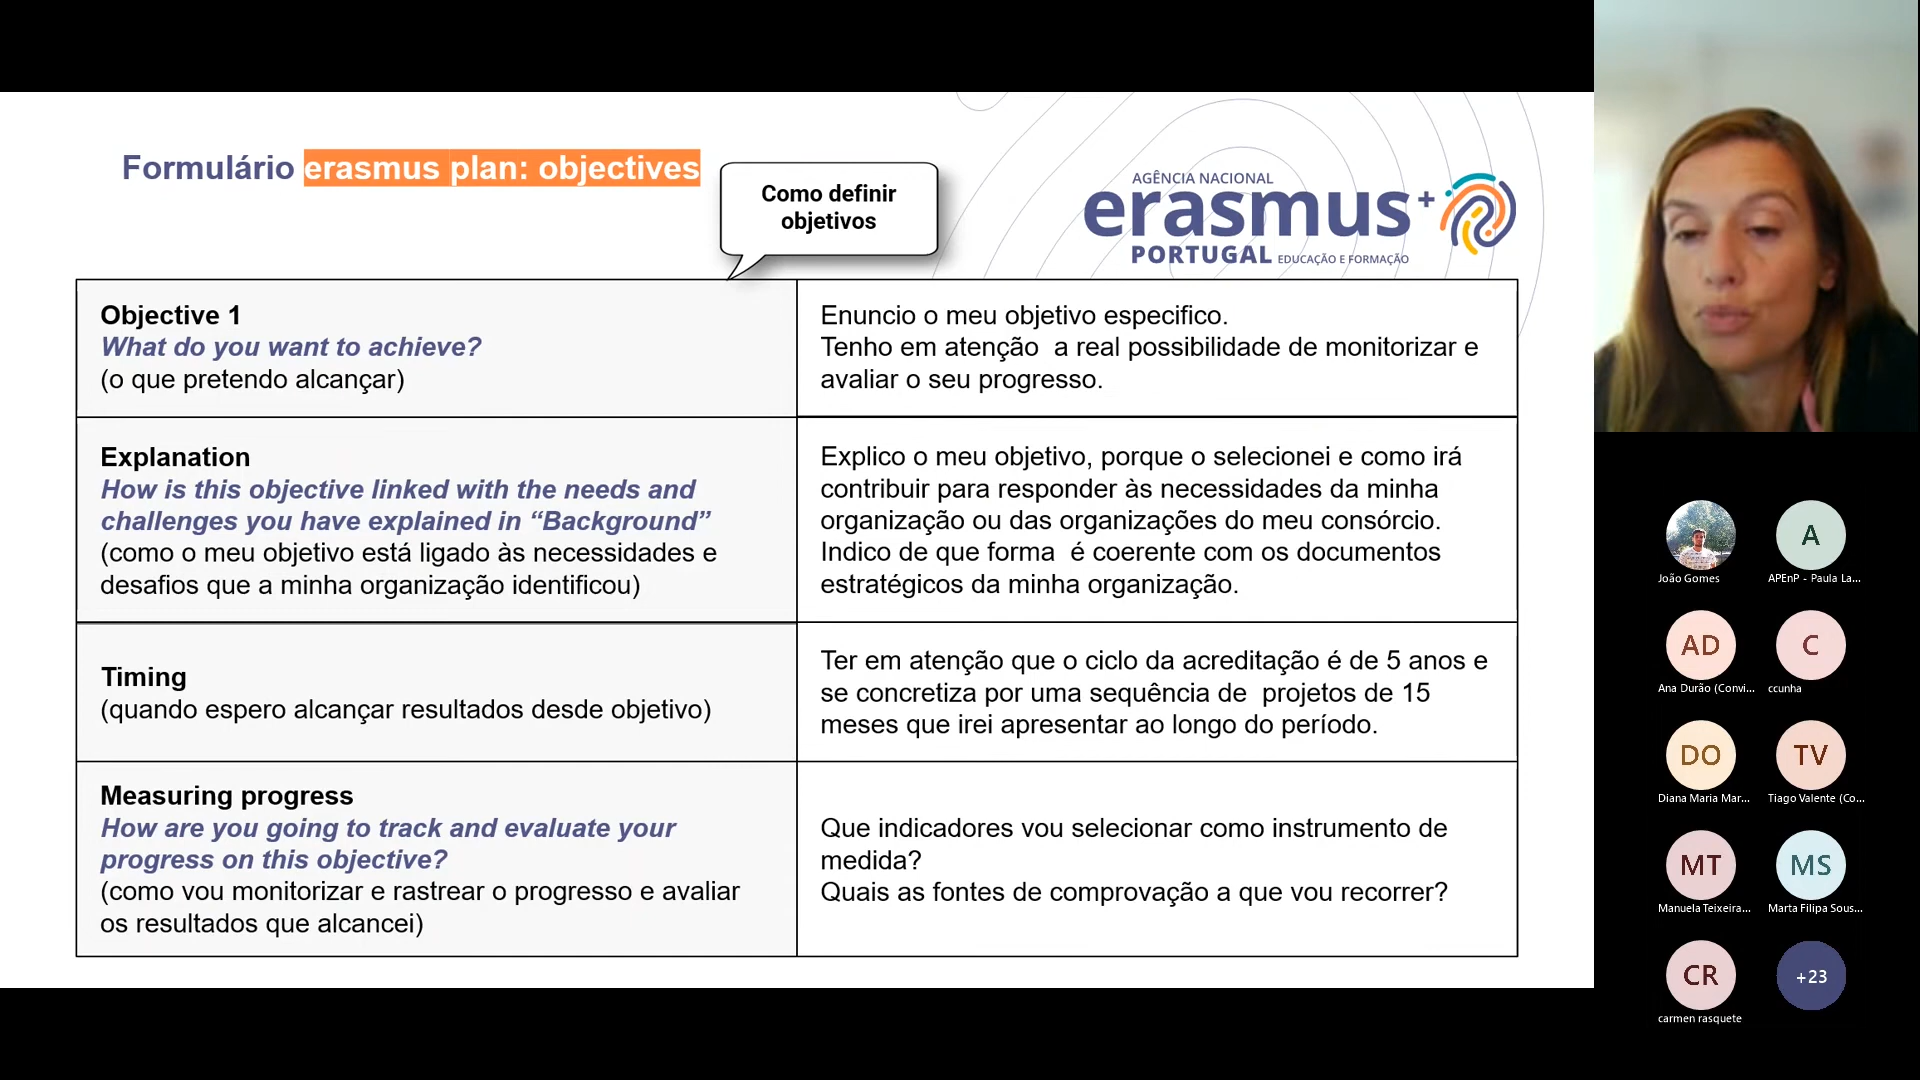 Formulário erasmus plan: objectives
Como definir
objetivos
AGÊNCIA NACIONAL
erasmus+
PORTUGAL EDUCAÇÃO E FORMAÇÃO
Objective 1
What do you want to achieve?
(o que pretendo alcançar)
Enuncio o meu objetivo especifico.
Tenho em atenção  a real possibilidade de monitorizar e
avaliar o seu progresso.
Explanation
How is this objective linked with the needs and
challenges you have explained in “Background”
(como o meu objetivo está ligado às necessidades e
desafios que a minha organização identificou)
Explico o meu objetivo, porque o selecionei e como irá
contribuir para responder às necessidades da minha
organização ou das organizações do meu consórcio.
Indico de que forma  é coerente com os documentos
estratégicos da minha organização.
Timing
(quando espero alcançar resultados desde objetivo)
Ter em atenção que o ciclo da acreditação é de 5 anos e
se concretiza por uma sequência de  projetos de 15
meses que irei apresentar ao longo do período.
Measuring progress
How are you going to track and evaluate your
progress on this objective?
(como vou monitorizar e rastrear o progresso e avaliar
os resultados que alcancei)
Que indicadores vou selecionar como instrumento de
medida?
Quais as fontes de comprovação a que vou recorrer?
João Gomes
A
APEnP - Paula La...
AD
Ana Durão (Convi...
C
ccunha
DO
Diana Maria Mar...
TV
Tiago Valente (Co...
MT
Manuela Teixeira...
MS
Marta Filipa Sous...
CR
carmen rasquete
+23